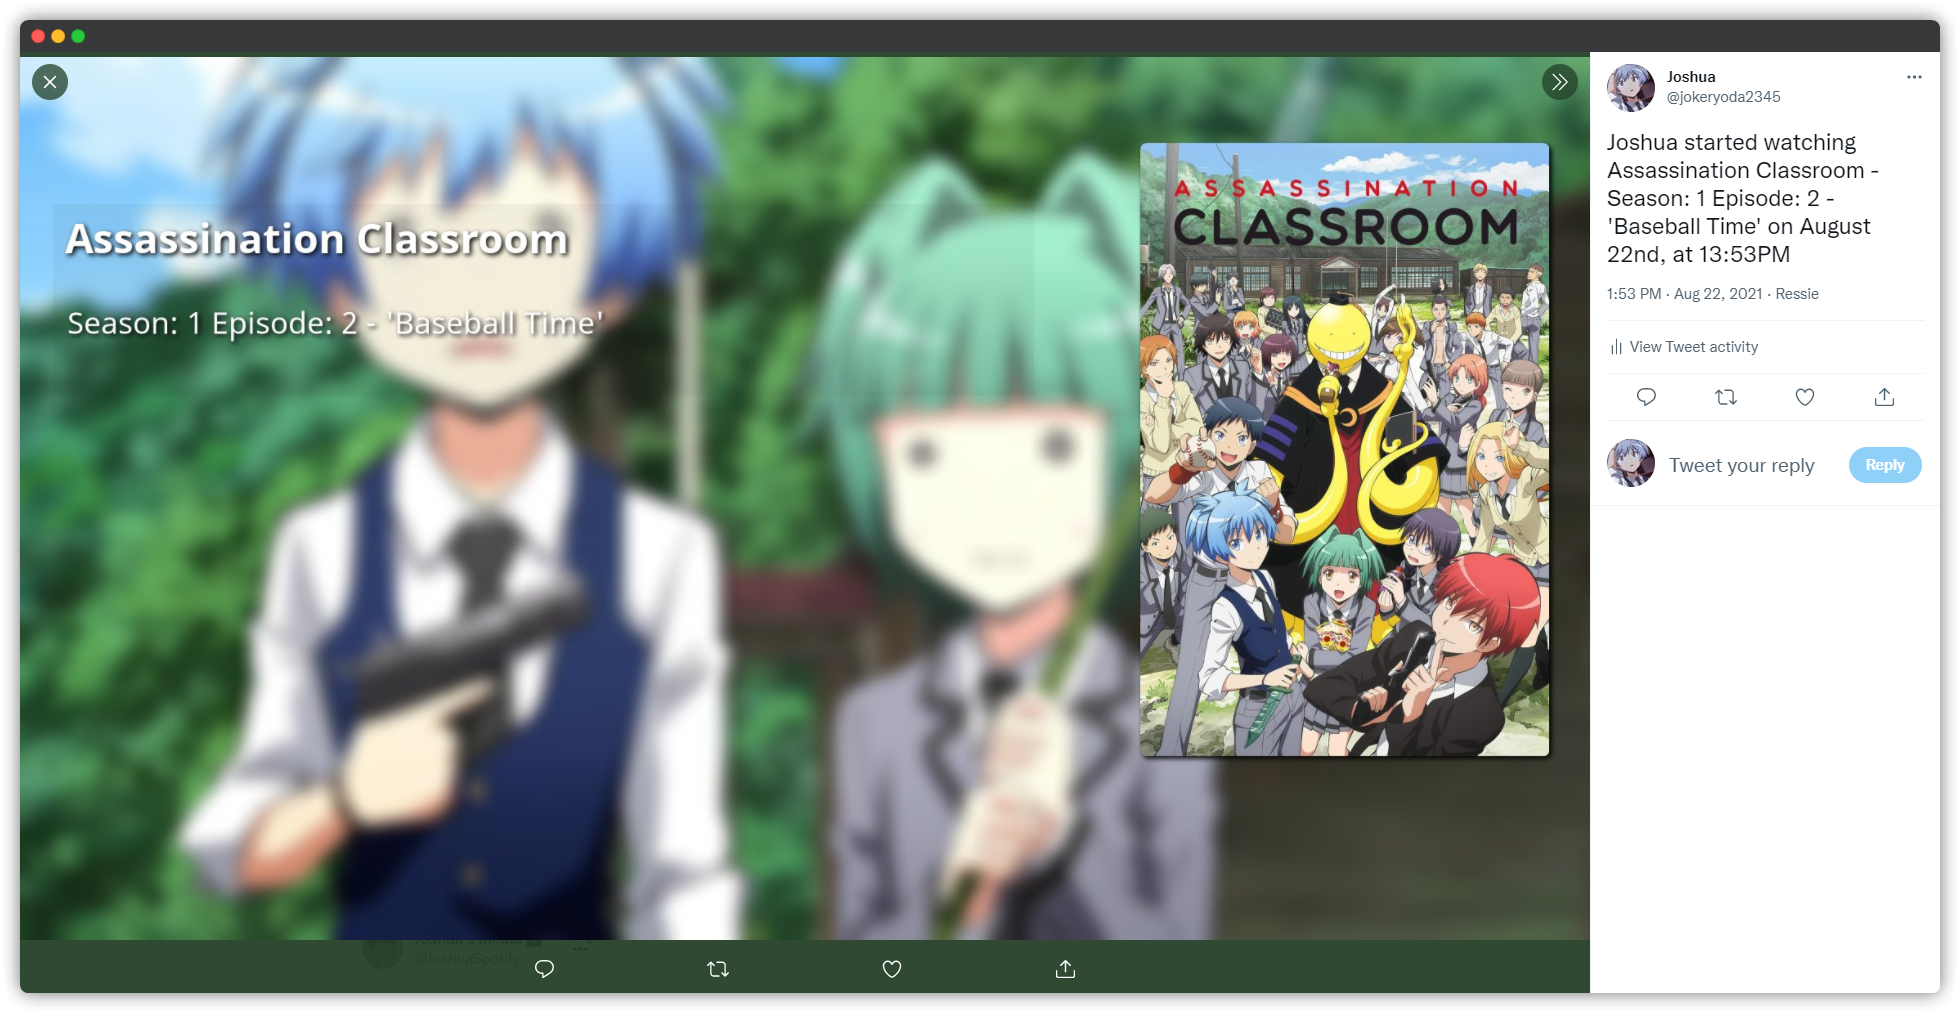 Assassination Classroom
Season: 1 Episode: 2 - 'Baseball Time'
ASSASSINATION
CLASSROOM
@JoshuaSpotify
Joshua
@jokeryoda2345
Joshua started watching
Assassination Classroom -
Season: 1 Episode: 2 -
'Baseball Time' on August
22nd, at 13:53PM
1:53 PM · Aug 22, 2021 · Ressie
View Tweet activity
Tweet your reply
Reply